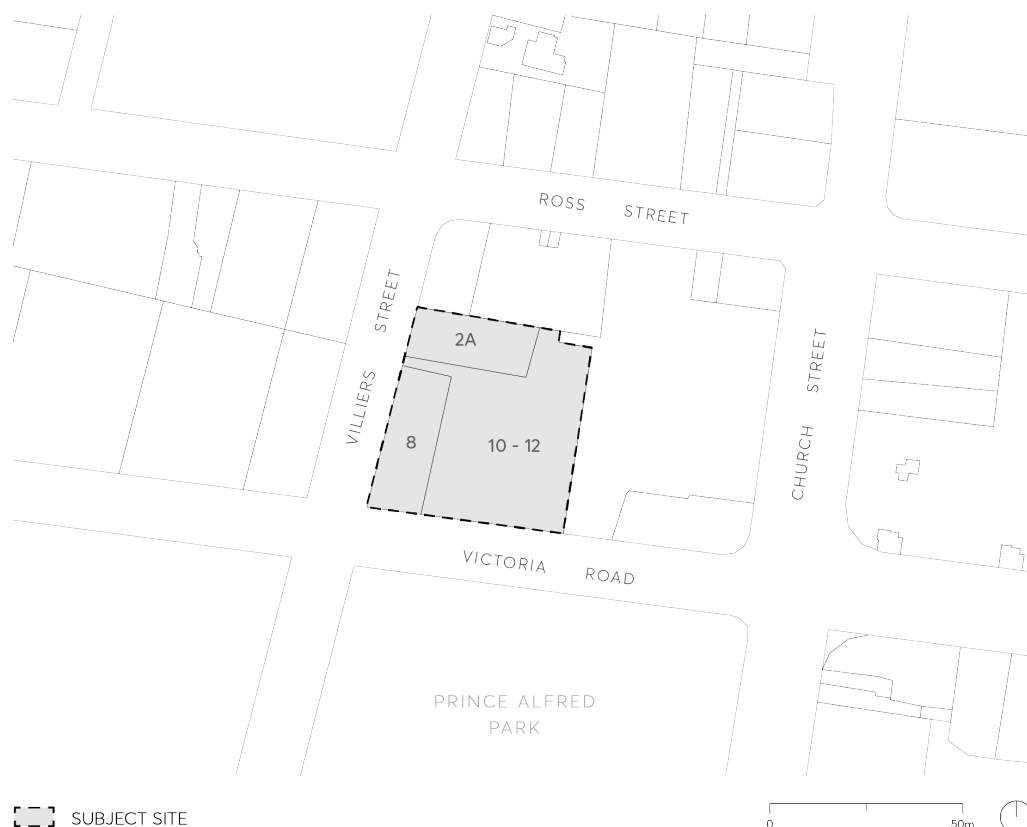 ROSS STREET
VILLIERS STREET
2A
8
10 - 12
CHURCH STREET
VICTORIA ROAD
PRINCE ALFRED
PARK
SUBJECT SITE
0
50m